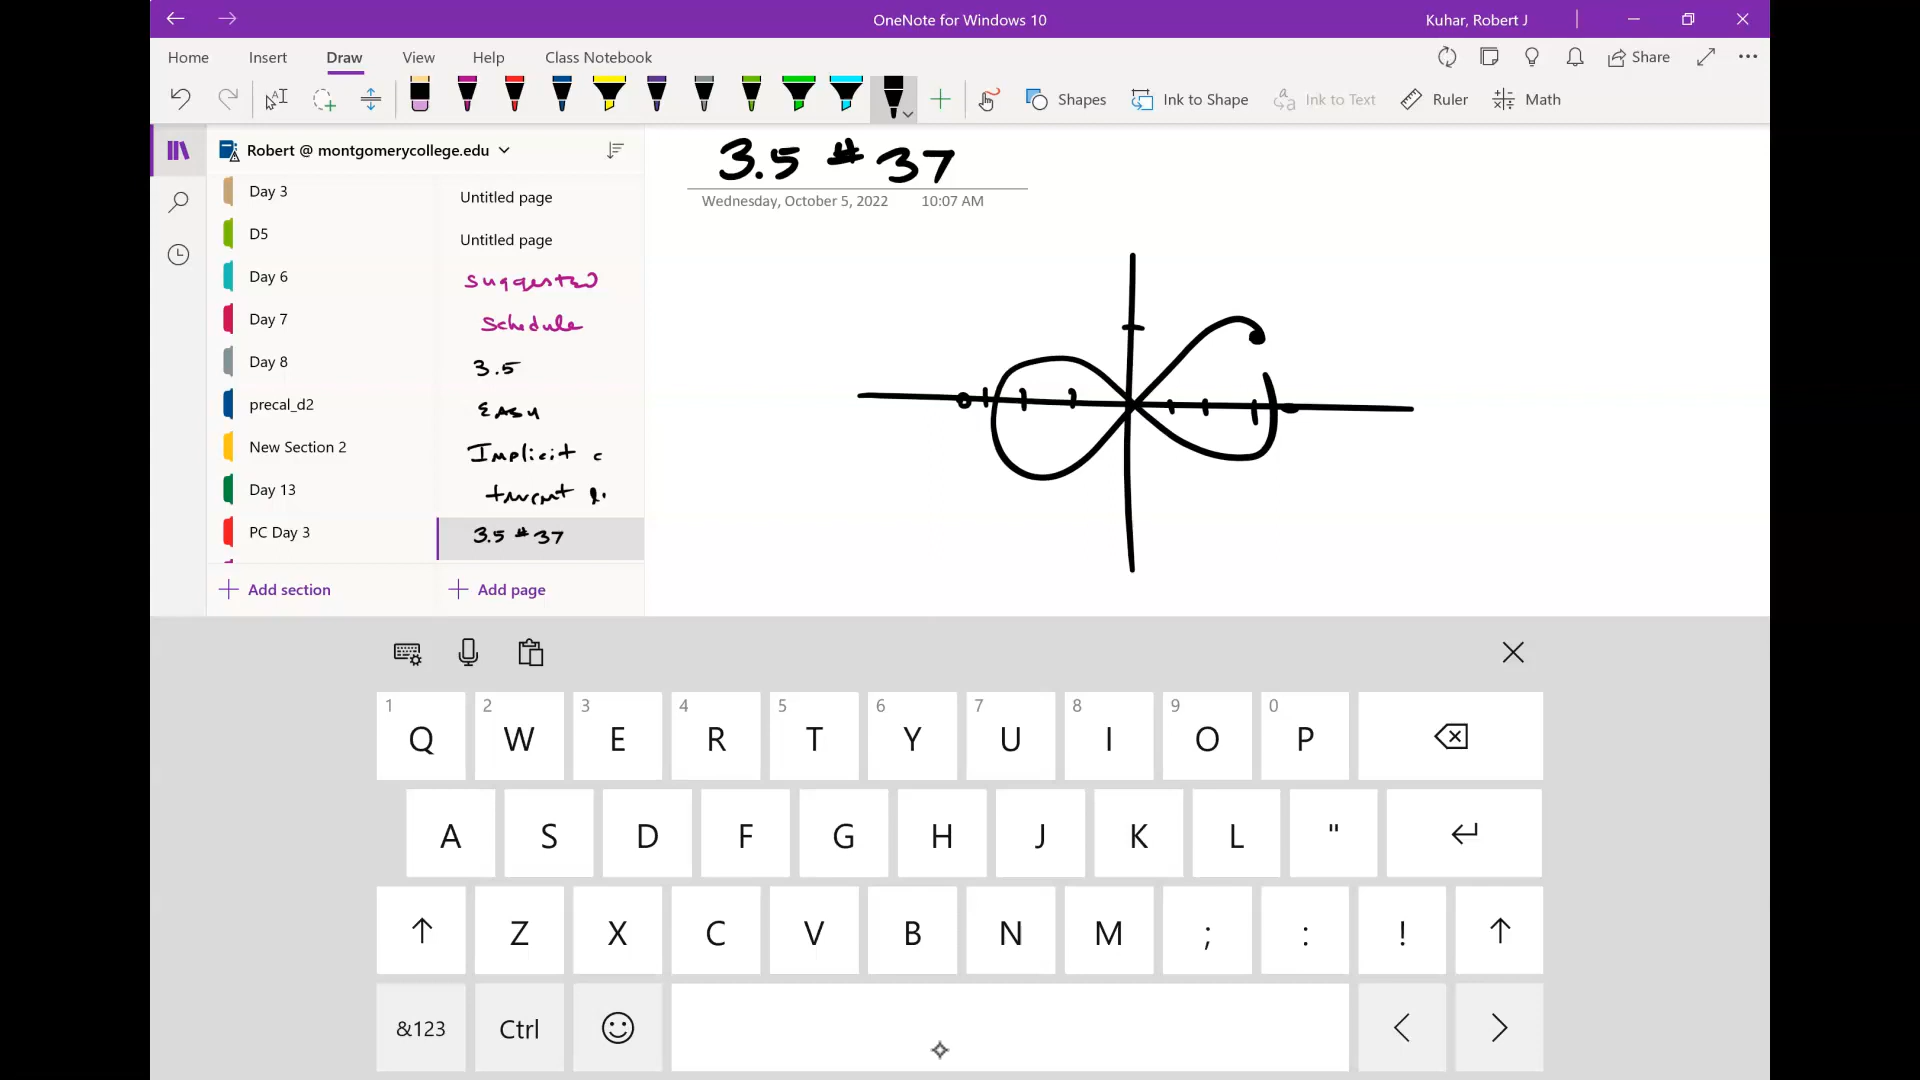 OneNote for Windows 10
Kuhar, Robert J
Home Insert Draw View Help Class Notebook
Share
Shapes Ink to Shape Ink to Text Ruler Math
Robert @ montgomerycollege.edu
3.5 # 37
Wednesday, October 5, 2022 10:07 AM
Day 3
D5
Day 6
Day 7
Day 8
precal_d2
New Section 2
Day 13
PC Day 3
Add section
Untitled page
Untitled page
suggested
schedule
3.5
EASY
Implicit
tangent
3.5 # 37
Add page
1 Q 2 W 3 E 4 R 5 T 6 Y 7 U 8 I 9 O 0 P
A S D F G H J K L "
Z X C V B N M ; : !
&123 Ctrl